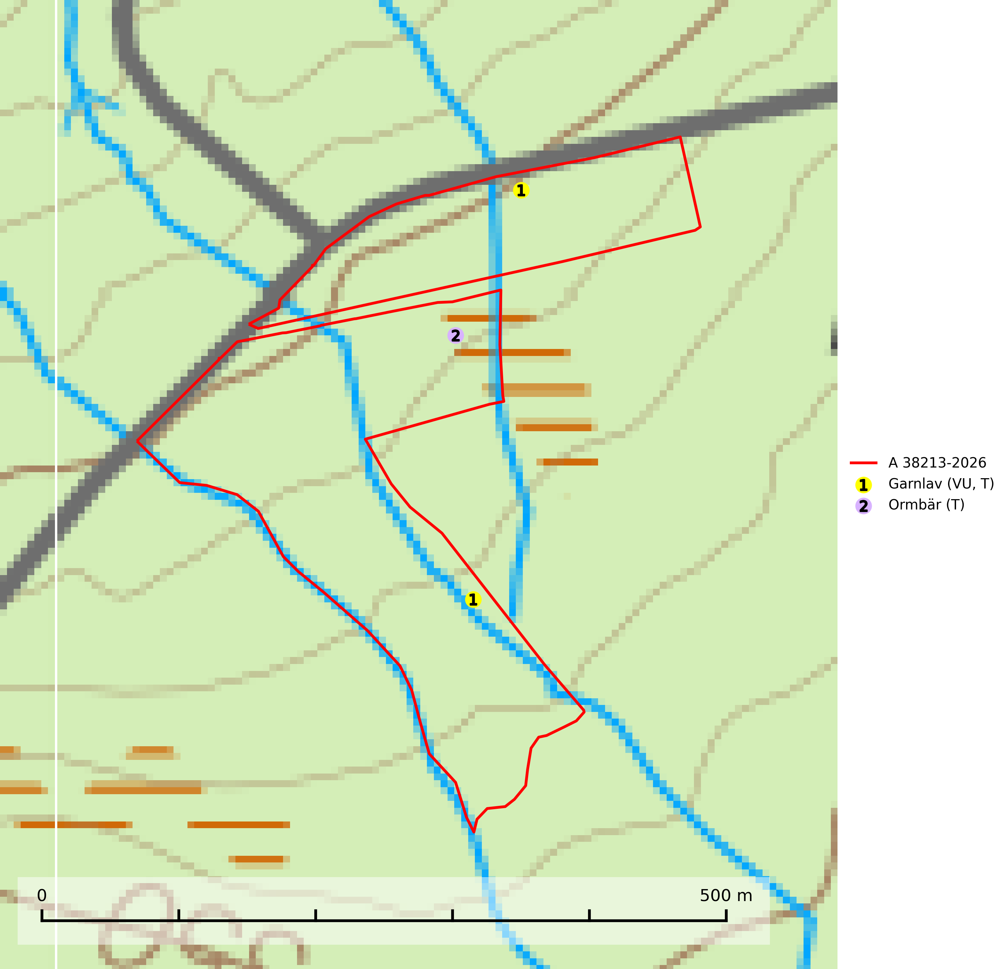 1
2
1
A 38213-2026
1 Garnlav (VU, T)
2 Ormbär (T)
0 500 m